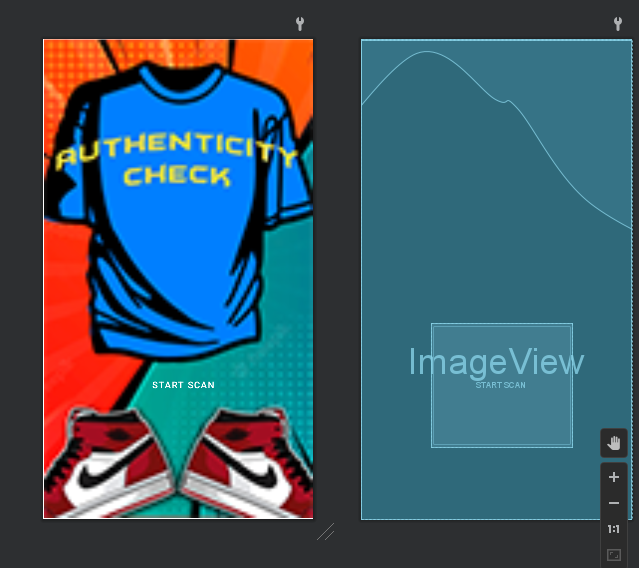 AUTHENTICITY
CHECK
START SCAN
ImageView
START SCAN
1:1